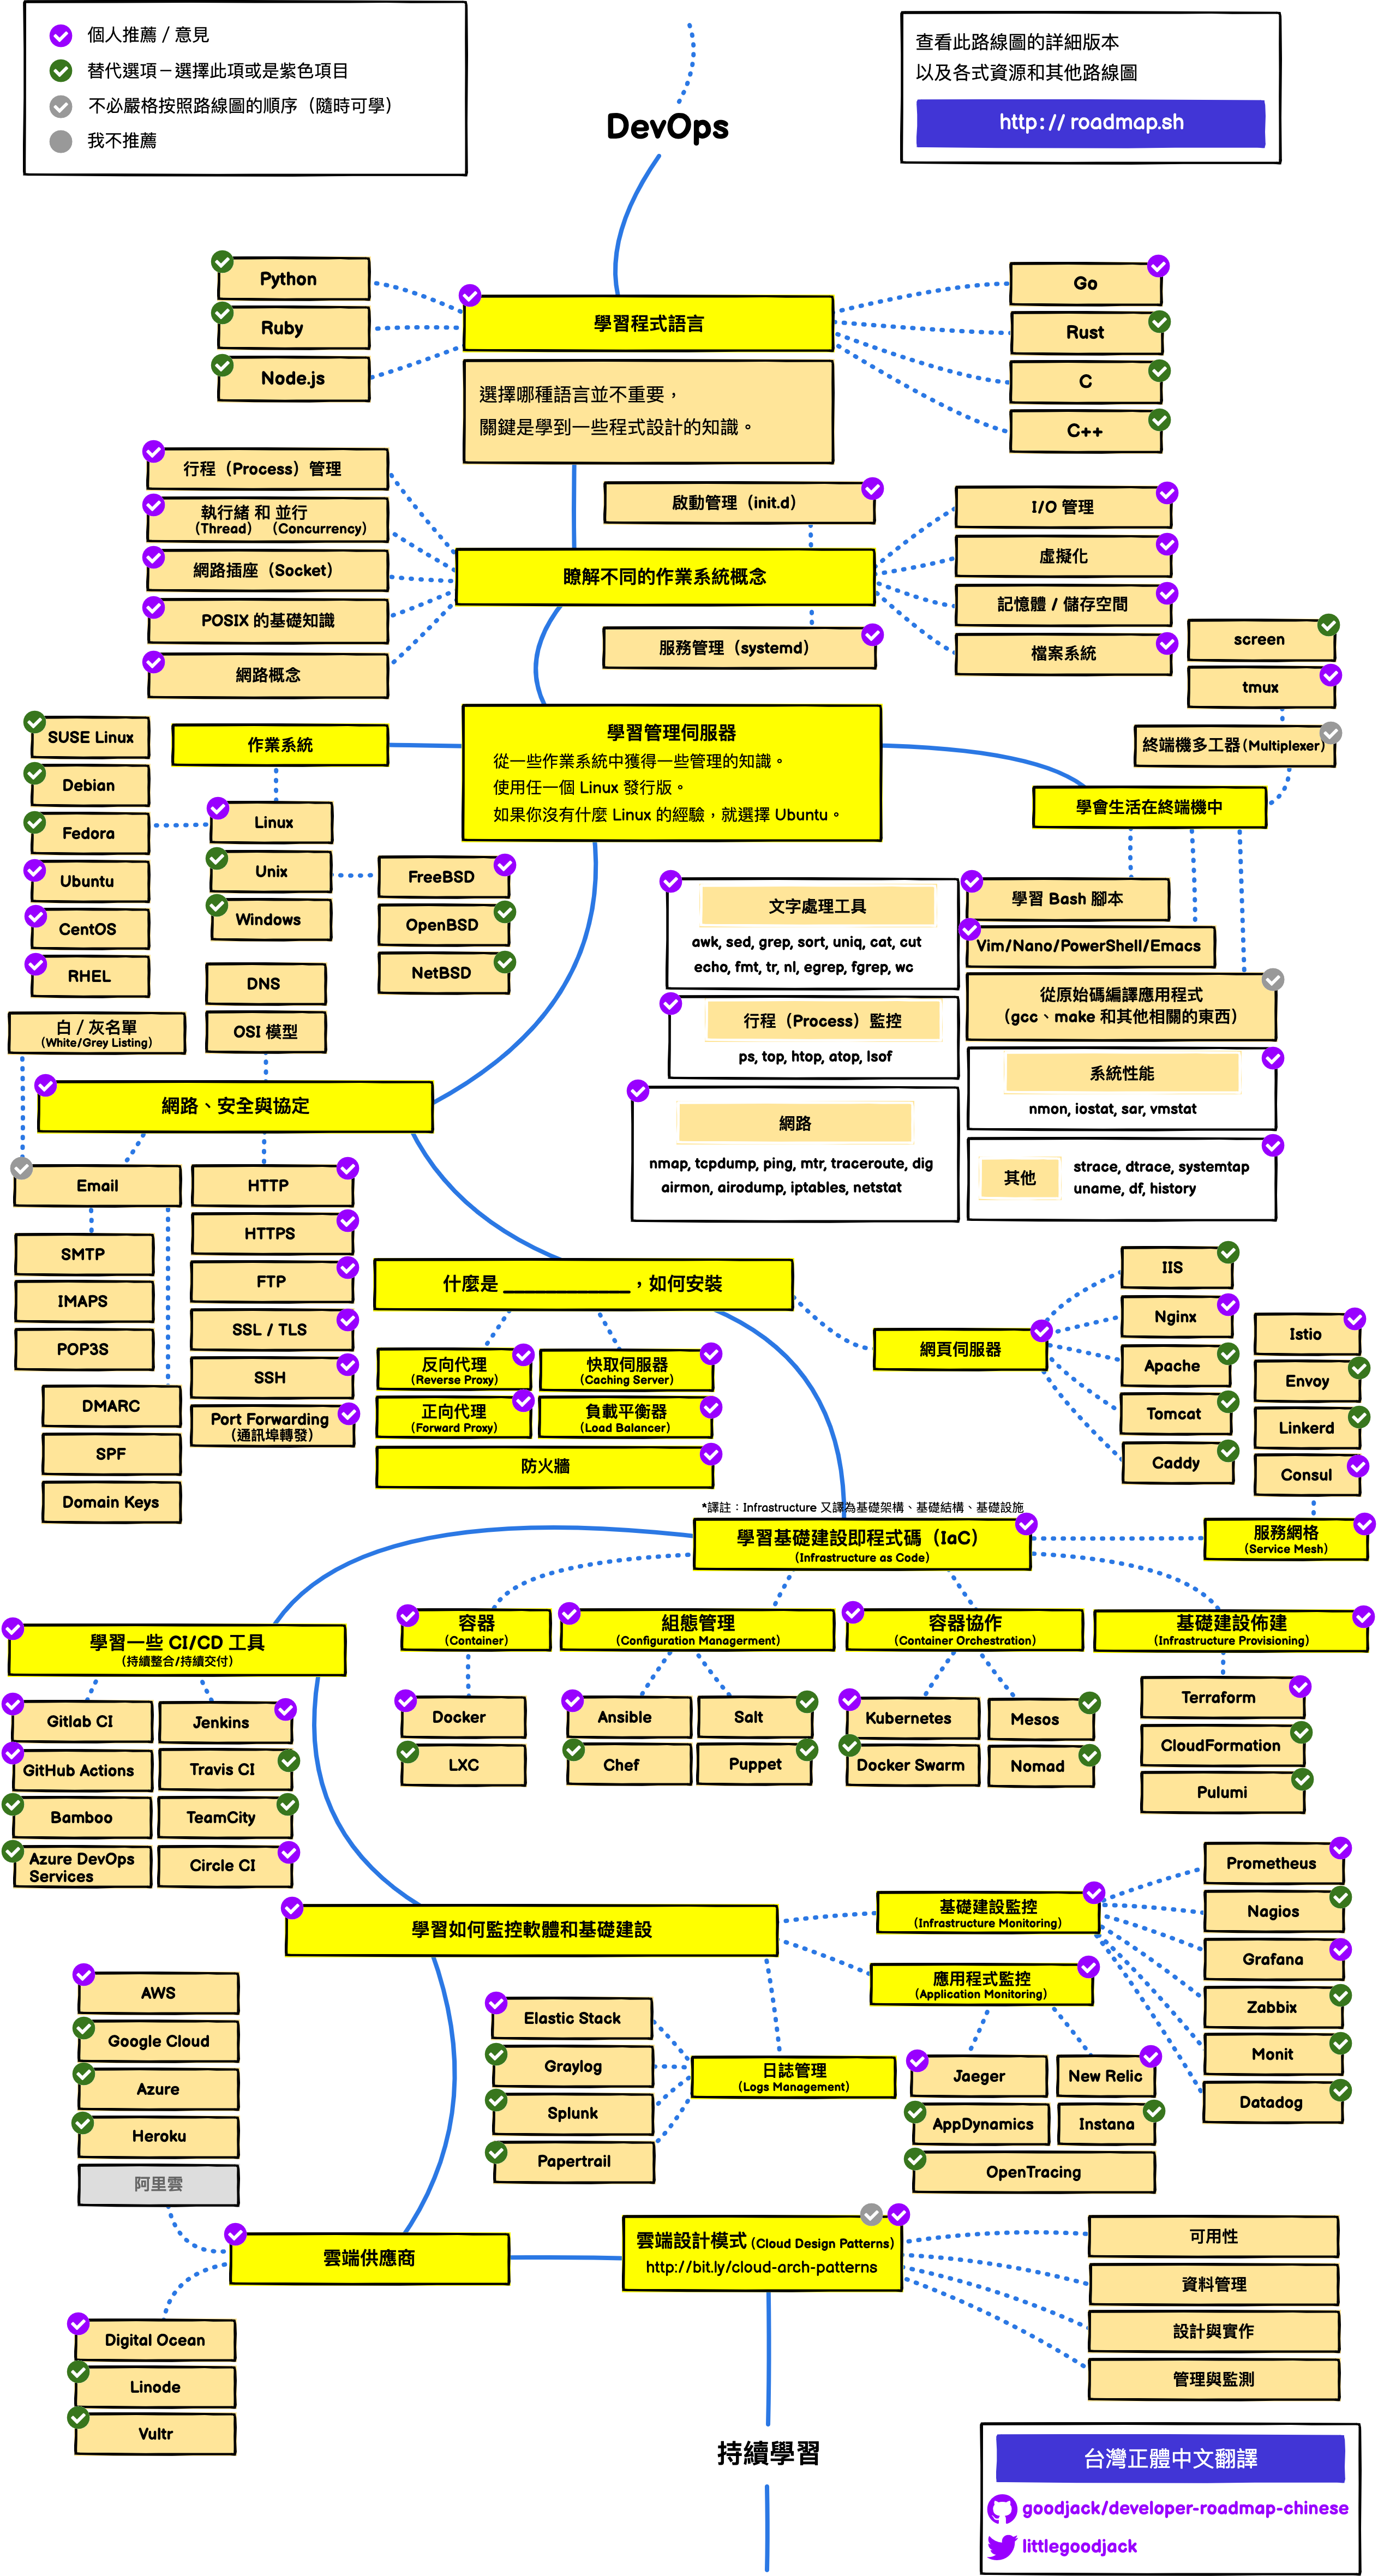 個人推薦 / 意見
替代選項－選擇此項或是紫色項目
不必嚴格按照路線圖的順序（隨時可學）
我不推薦
查看此路線圖的詳細版本
以及各式資源和其他路線圖
http://roadmap.sh
DevOps
Python
Ruby
Node.js
學習程式語言
選擇哪種語言並不重要，
關鍵是學到一些程式設計的知識。
Go
Rust
C
C++
行程（Process）管理
執行緒 和 並行
（Thread）（Concurrency）
網路插座（Socket）
POSIX 的基礎知識
網路概念
啟動管理（init.d）
瞭解不同的作業系統概念
服務管理（systemd）
I/O 管理
虛擬化
記憶體 / 儲存空間
檔案系統
screen
tmux
終端機多工器（Multiplexer）
學會生活在終端機中
學習管理伺服器
從一些作業系統中獲得一些管理的知識。
使用任一個 Linux 發行版。
如果你沒有什麼 Linux 的經驗，就選擇 Ubuntu。
作業系統
SUSE Linux
Debian
Fedora
Ubuntu
CentOS
RHEL
Linux
Unix
Windows
FreeBSD
OpenBSD
NetBSD
文字處理工具
awk, sed, grep, sort, uniq, cat, cut
echo, fmt, tr, nl, egrep, fgrep, wc
行程（Process）監控
ps, top, htop, atop, lsof
網路
nmap, tcpdump, ping, mtr, traceroute, dig
airmon, airodump, iptables, netstat
學習 Bash 腳本
Vim/Nano/PowerShell/Emacs
從原始碼編譯應用程式
（gcc、make 和其他相關的東西）
系統性能
nmon, iostat, sar, vmstat
其他
strace, dtrace, systemtap
uname, df, history
DNS
OSI 模型
白 / 灰名單
（White/Grey Listing）
網路、安全與協定
Email
SMTP
IMAPS
POP3S
DMARC
SPF
Domain Keys
HTTP
HTTPS
FTP
SSL / TLS
SSH
Port Forwarding
（通訊埠轉發）
什麼是 ____________，如何安裝
反向代理
（Reverse Proxy）
快取伺服器
（Caching Server）
正向代理
（Forward Proxy）
負載平衡器
（Load Balancer）
防火牆
網頁伺服器
IIS
Nginx
Apache
Tomcat
Caddy
Istio
Envoy
Linkerd
Consul
服務網格
（Service Mesh）
*譯註：Infrastructure 又譯為基礎架構、基礎結構、基礎設施
學習基礎建設即程式碼（IaC）
（Infrastructure as Code）
容器
（Container）
Docker
LXC
組態管理
（Configuration Managerment）
Ansible
Salt
Chef
Puppet
容器協作
（Container Orchestration）
Kubernetes
Mesos
Docker Swarm
Nomad
基礎建設佈建
（Infrastructure Provisioning）
Terraform
CloudFormation
Pulumi
學習一些 CI/CD 工具
（持續整合/持續交付）
Gitlab CI
Jenkins
GitHub Actions
Travis CI
Bamboo
TeamCity
Azure DevOps
Services
Circle CI
學習如何監控軟體和基礎建設
基礎建設監控
（Infrastructure Monitoring）
Prometheus
Nagios
Grafana
Zabbix
Monit
Datadog
應用程式監控
（Application Monitoring）
Jaeger
New Relic
AppDynamics
Instana
OpenTracing
日誌管理
（Logs Management）
Elastic Stack
Graylog
Splunk
Papertrail
AWS
Google Cloud
Azure
Heroku
阿里雲
雲端供應商
Digital Ocean
Linode
Vultr
雲端設計模式（Cloud Design Patterns）
http://bit.ly/cloud-arch-patterns
可用性
資料管理
設計與實作
管理與監測
持續學習
台灣正體中文翻譯
goodjack/developer-roadmap-chinese
littlegoodjack